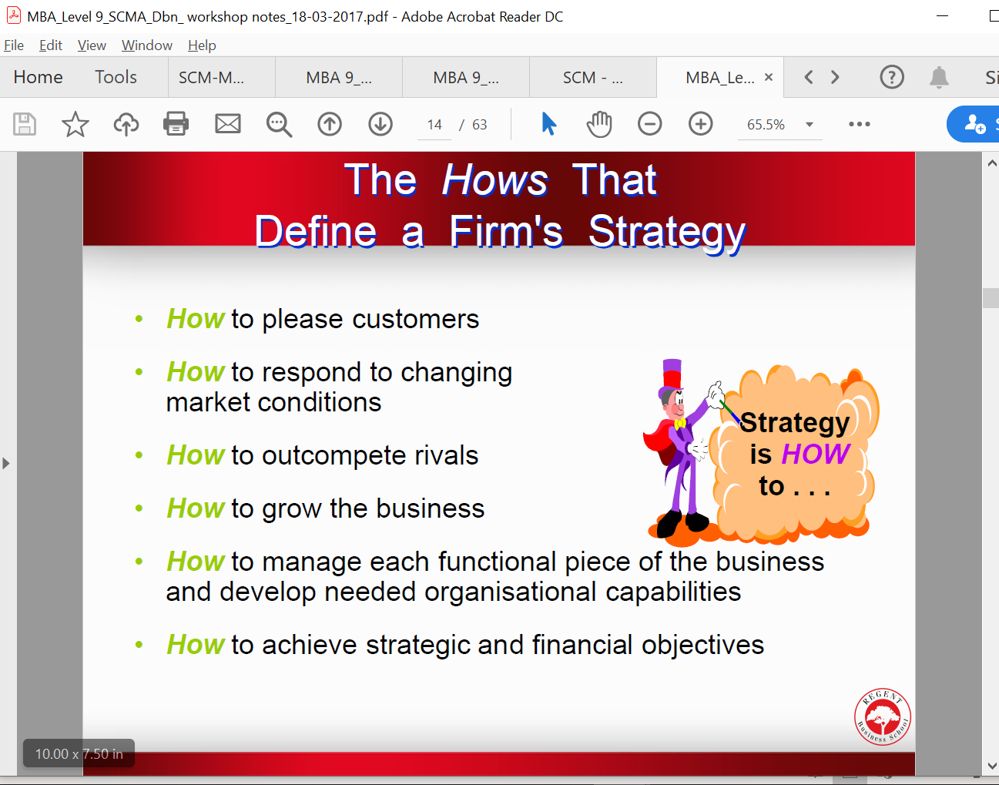 MBA_Level 9_SCMA_Dbn_ workshop notes_18-03-2017.pdf - Adobe Acrobat Reader DC
File Edit View Window Help
Home Tools SCM-M... MBA 9_... MBA 9_... SCM - ... MBA_Le... × ? Si
14 / 63 65.5%
The Hows That
Define a Firm's Strategy
• How to please customers
• How to respond to changing
market conditions
• How to outcompete rivals
• How to grow the business
Strategy
is HOW
to . . .
• How to manage each functional piece of the business
and develop needed organisational capabilities
• How to achieve strategic and financial objectives
REGENT
Business School
10.00 x 7.50 in